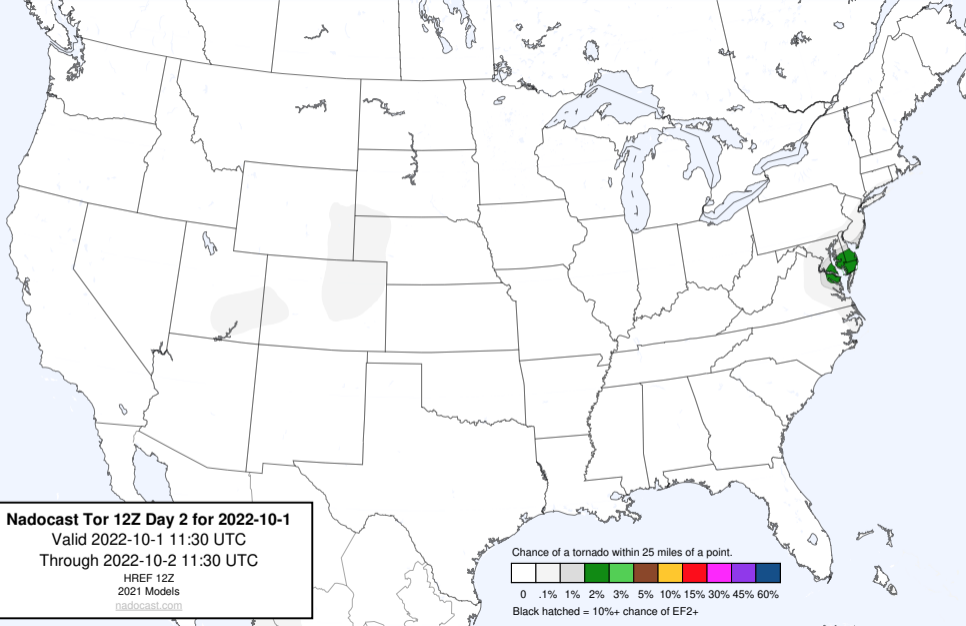 Nadocast Tor 12Z Day 2 for 2022-10-1
Valid 2022-10-1 11:30 UTC
Through 2022-10-2 11:30 UTC
HREF 12Z
2021 Models
nadocast.com
Chance of a tornado within 25 miles of a point.
0 .1% 1% 2% 3% 5% 10% 15% 30% 45% 60%
Black hatched = 10%+ chance of EF2+